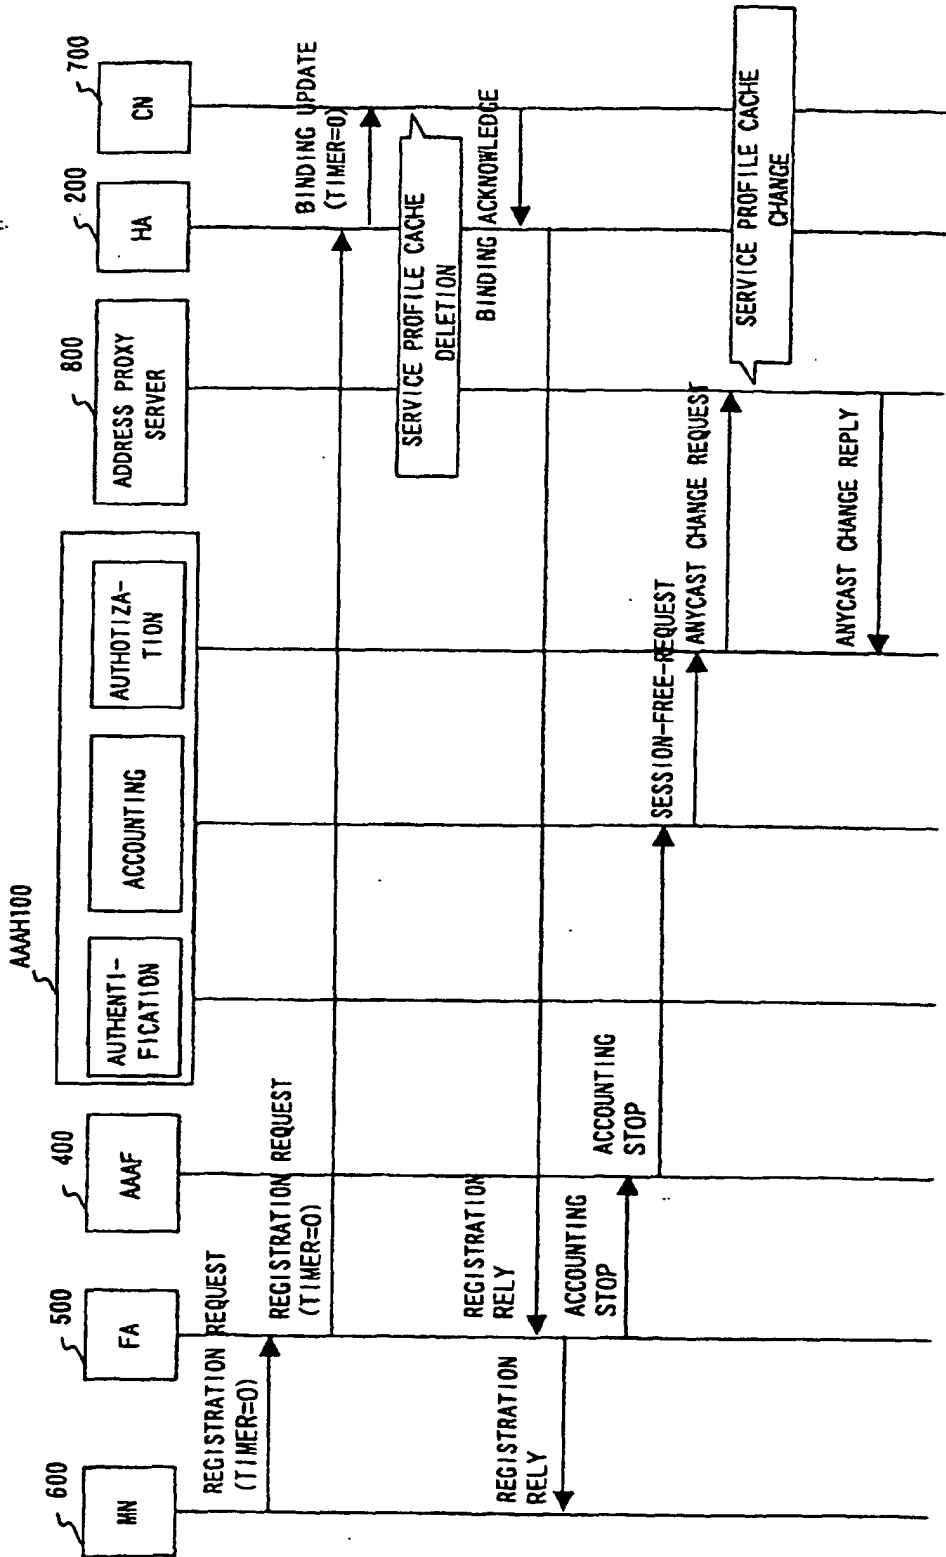 600
MN
500
FA
400
AAAF
AAAH100
AUTHENTI-
FICATION
ACCOUNTING
AUTHOTIZA-
TION
800
ADDRESS PROXY
SERVER
200
HA
700
CN
REGISTRATION REQUEST
(TIMER=0)
REGISTRATION REQUEST
(TIMER=0)
BINDING UPDATE
(TIMER=0)
SERVICE PROFILE CACHE
DELETION
BINDING ACKNOWLEDGE
REGISTRATION
RELY
REGISTRATION
RELY
ACCOUNTING
STOP
ACCOUNTING
STOP
SESSION-FREE-REQUEST
ANYCAST CHANGE REQUEST
SERVICE PROFILE CACHE
CHANGE
ANYCAST CHANGE REPLY